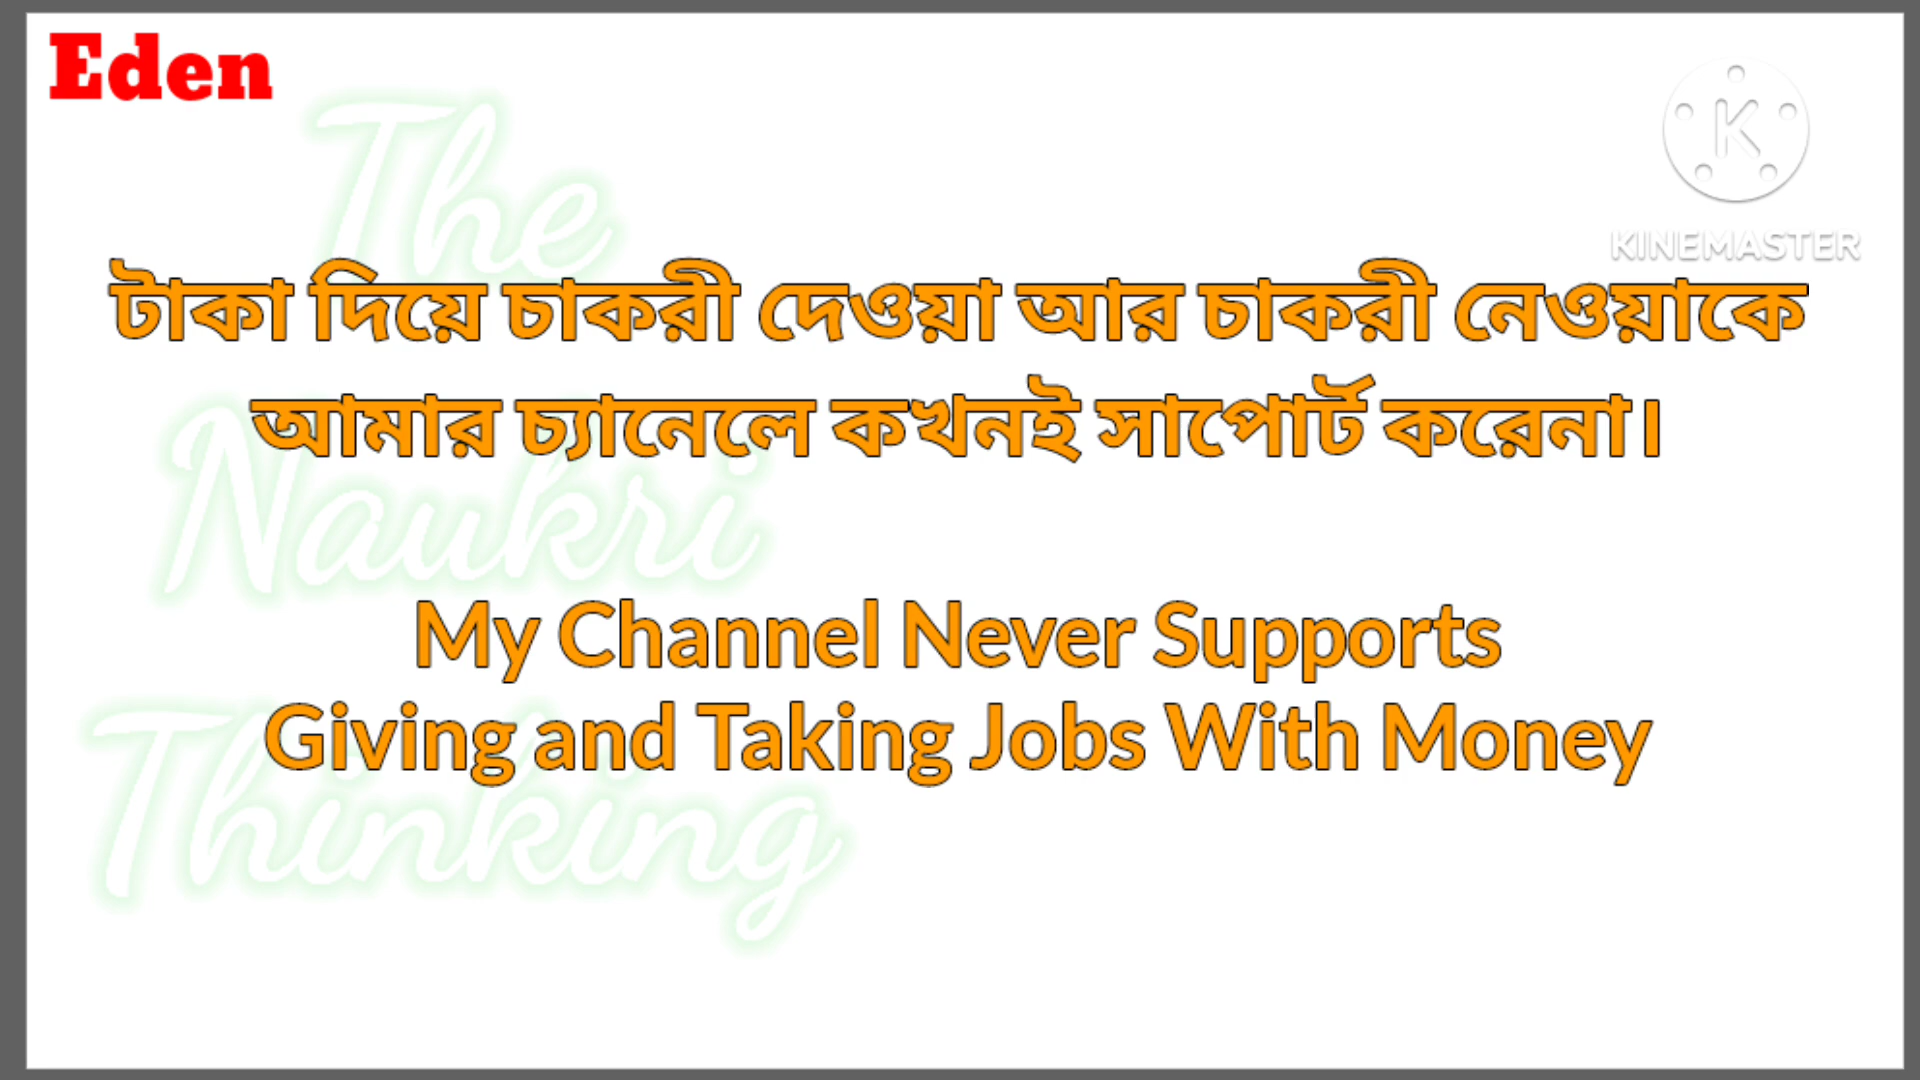 Eden
The
KINEMASTER
টাকা দিয়ে চাকরী দেওয়া আর চাকরী নেওয়াকে
আমার চ্যানেলে কখনই সাপোর্ট করেনা।
Naukri
My Channel Never Supports
Giving and Taking Jobs With Money
Thinking